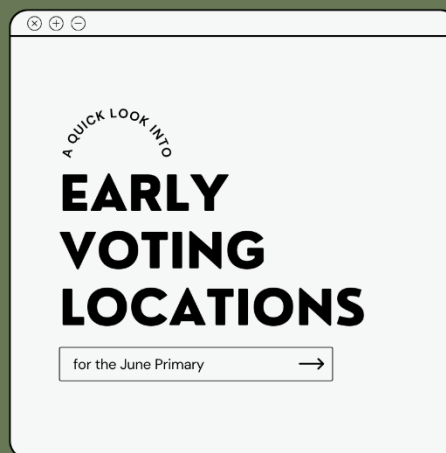 A QUICK LOOK INTO
EARLY
VOTING
LOCATIONS
for the June Primary